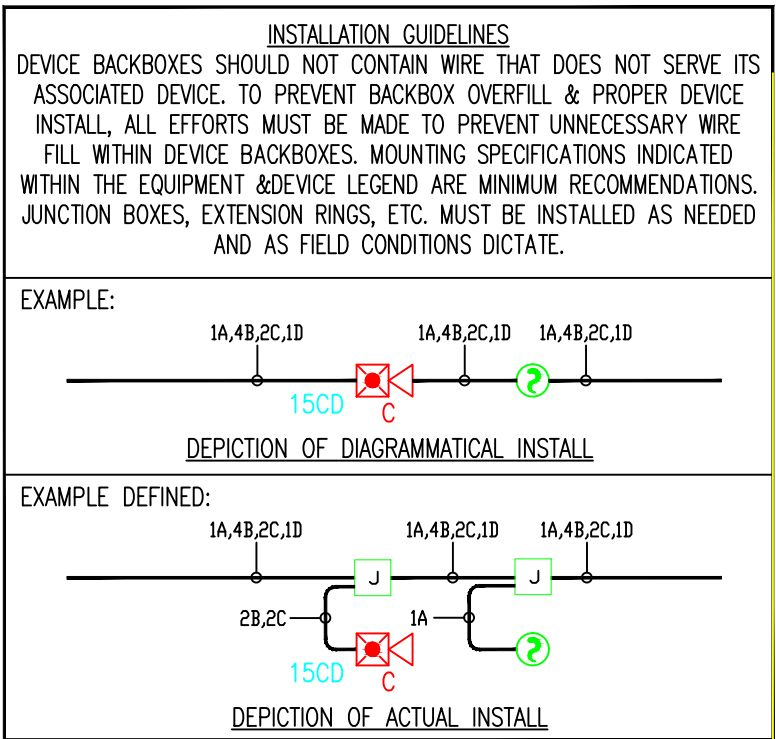 INSTALLATION GUIDELINES
DEVICE BACKBOXES SHOULD NOT CONTAIN WIRE THAT DOES NOT SERVE ITS
ASSOCIATED DEVICE. TO PREVENT BACKBOX OVERFILL & PROPER DEVICE
INSTALL, ALL EFFORTS MUST BE MADE TO PREVENT UNNECESSARY WIRE
FILL WITHIN DEVICE BACKBOXES. MOUNTING SPECIFICATIONS INDICATED
WITHIN THE EQUIPMENT &DEVICE LEGEND ARE MINIMUM RECOMMENDATIONS.
JUNCTION BOXES, EXTENSION RINGS, ETC. MUST BE INSTALLED AS NEEDED
AND AS FIELD CONDITIONS DICTATE.
EXAMPLE:
1A,4B,2C,1D 1A,4B,2C,1D 1A,4B,2C,1D
15CD C
DEPICTION OF DIAGRAMMATICAL INSTALL
EXAMPLE DEFINED:
1A,4B,2C,1D 1A,4B,2C,1D 1A,4B,2C,1D
J J
2B,2C 1A
15CD C
DEPICTION OF ACTUAL INSTALL